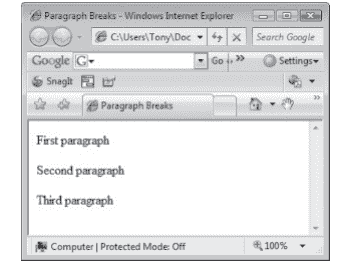 Paragraph Breaks - Windows Internet Explorer
C:\Users\Tony\Doc Search Google
Google G Go Settings
SnagIt
Paragraph Breaks
First paragraph
Second paragraph
Third paragraph
Computer | Protected Mode: Off 100%